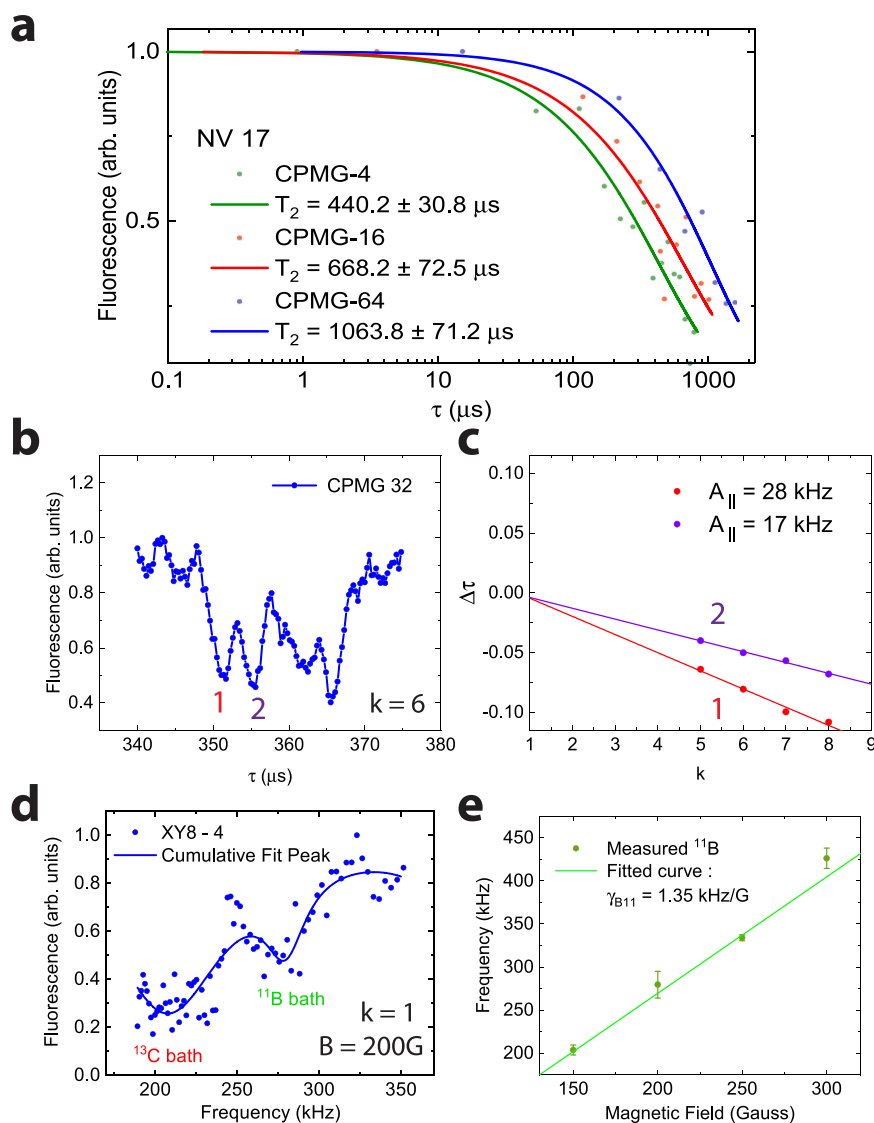 a
Fluorescence (arb. units)
1.0
0.5
NV 17
CPMG-4
T2 = 440.2 ± 30.8 µs
CPMG-16
T2 = 668.2 ± 72.5 µs
CPMG-64
T2 = 1063.8 ± 71.2 µs
0.1 1 10 100 1000
τ (µs)
b
Fluorescence (arb. units)
1.2
1.0
0.8
0.6
0.4
CPMG 32
1
2
k = 6
340 350 360 370 380
τ (µs)
c
Δτ
0.10
0.05
0.00
-0.05
-0.10
A|| = 28 kHz
A|| = 17 kHz
2
1
1 2 3 4 5 6 7 8 9
k
d
Fluorescence (arb. units)
1.0
0.8
0.6
0.4
0.2
0.0
XY8 - 4
Cumulative Fit Peak
11B bath
13C bath
k = 1
B = 200G
200 250 300 350
Frequency (kHz)
e
Frequency (kHz)
450
400
350
300
250
200
Measured 11B
Fitted curve :
γB11 = 1.35 kHz/G
150 200 250 300
Magnetic Field (Gauss)